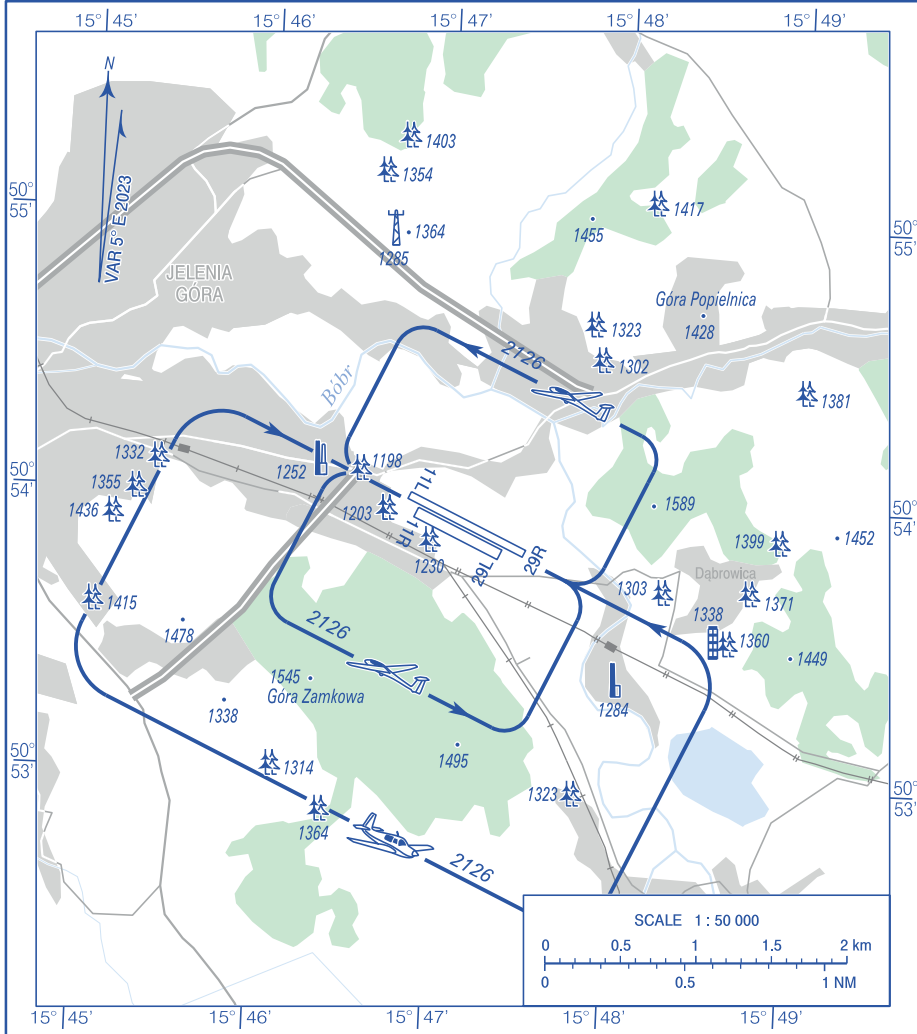 15° 45' 15° 46' 15° 47' 15° 48' 15° 49'
N
VAR 5° E 2023
1403
1354
50°
55'
1417
1364
1455
50°
55'
1285
JELENIA
GÓRA
Góra Popielnica
1323
1428
2126
1302
Bóbr
1381
1332
1198
1252
50°
54'
1355
11L
1436
1203
1589
50°
54'
11R
1399
1452
1230
29L
29R
Dąbrowica
1303
1371
1415
1338
2126
1478
1360
1449
1545
Góra Zamkowa
1338
1284
50°
53'
1495
1314
1323
50°
53'
1364
2126
SCALE 1 : 50 000
0 0.5 1 1.5 2 km
0 0.5 1 NM
15° 45' 15° 46' 15° 47' 15° 48' 15° 49'